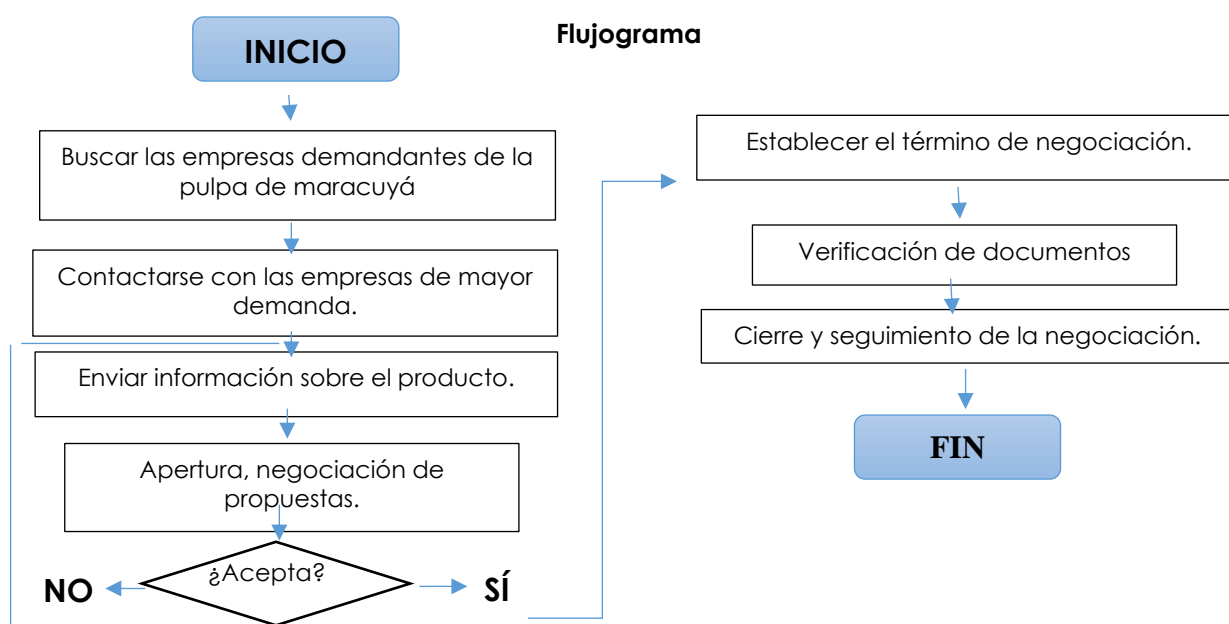 Flujograma
INICIO
Buscar las empresas demandantes de la
pulpa de maracuyá
Contactarse con las empresas de mayor
demanda.
Enviar información sobre el producto.
Apertura, negociación de
propuestas.
¿Acepta?
NO
SÍ
Establecer el término de negociación.
Verificación de documentos
Cierre y seguimiento de la negociación.
FIN